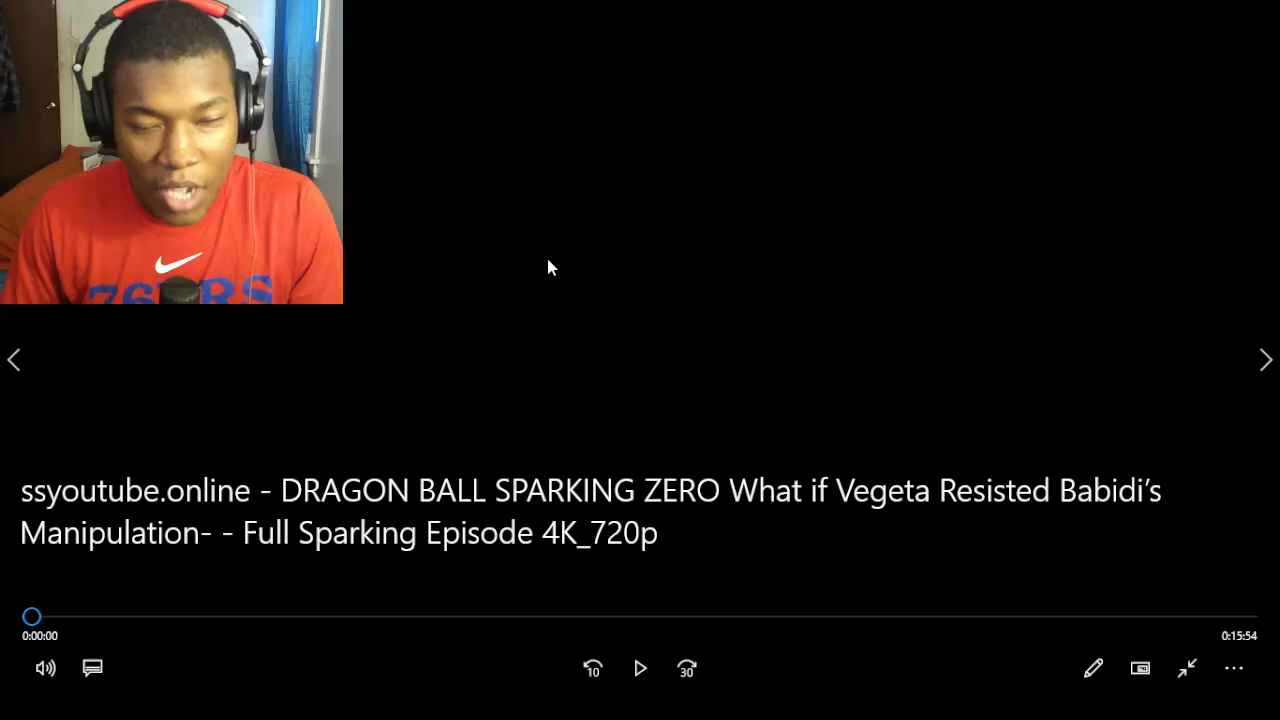 76ERS
ssyoutube.online - DRAGON BALL SPARKING ZERO What if Vegeta Resisted Babidi’s
Manipulation- - Full Sparking Episode 4K_720p
0:00:00
0:15:54
10
30